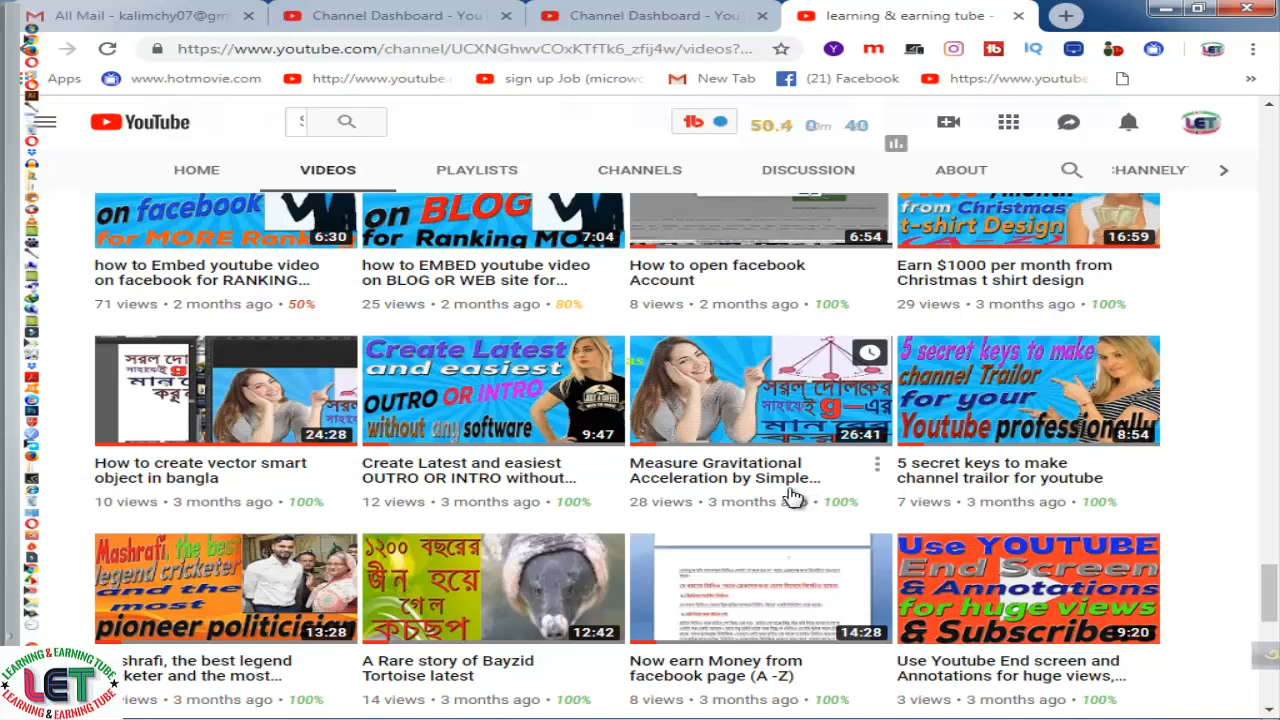 All Mail - kalimchy07@gm
Channel Dashboard - You
Channel Dashboard - You
learning & earning tube -
https://www.youtube.com/channel/UCXNGhwvCOxKTfTk6_zfij4w/videos?...
Apps
www.hotmovie.com
http://www.youtube.
sign up Job (microwo
New Tab
(21) Facebook
https://www.youtube
»
YouTube
50.4
40
HOME
VIDEOS
PLAYLISTS
CHANNELS
DISCUSSION
ABOUT
on facebook
for MORE Rank
6:30
on BLOG
for Ranking MO
7:04
6:54
from Christmas
t-shirt Design
16:59
how to Embed youtube video
on facebook for RANKING...
71 views • 2 months ago • 50%
how to EMBED youtube video
on BLOG oR WEB site for...
25 views • 2 months ago • 80%
How to open facebook
Account
8 views • 2 months ago • 100%
Earn $1000 per month from
Christmas t shirt design
29 views • 3 months ago • 100%
24:28
Create Latest
and easiest
OUTRO OR INTRO
without any software
9:47
সরল দোলকের
সাহায্যেই g-এর
মান বের
করুন
26:41
5 secret keys to make
channel Trailor
for your
Youtube professionally
8:54
How to create vector smart
object in bangla
10 views • 3 months ago • 100%
Create Latest and easiest
OUTRO OR INTRO without...
12 views • 3 months ago • 100%
Measure Gravitational
Acceleration by Simple...
28 views • 3 months ago • 100%
5 secret keys to make
channel trailor for youtube
7 views • 3 months ago • 100%
Mashrafi, the best
legend cricketer
and the most
pionor politician
13:28
১২০০ বছরের
জীন হয়ে
গেল
কচ্ছপ
12:42
14:28
Use YOUTUBE
End Screen
& Annotations
for huge views
& Subscribe
9:20
shrafi, the best legend
keter and the most...
views • 3 months ago • 100%
A Rare story of Bayzid
Tortoise latest
14 views • 3 months ago • 100%
Now earn Money from
facebook page (A -Z)
8 views • 3 months ago • 100%
Use Youtube End screen and
Annotations for huge views,...
3 views • 3 months ago • 100%
LEARNING & EARNING TUBE
LET
LEARNING & EARNING TUBE